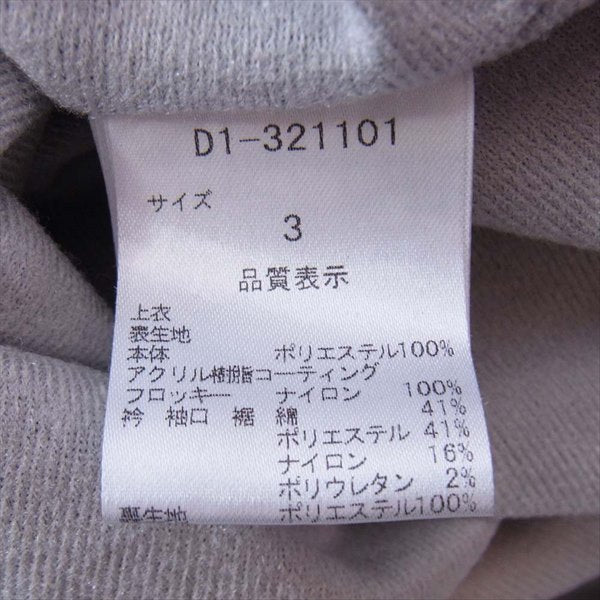 D1-321101
サイズ
3
品質表示
上衣
表生地
本体 ポリエステル100%
アクリル樹脂コーティング
フロッキー ナイロン 100%
衿 袖口 裾 綿 41%
ポリエステル 41%
ナイロン 16%
ポリウレタン 2%
裏生地 ポリエステル100%